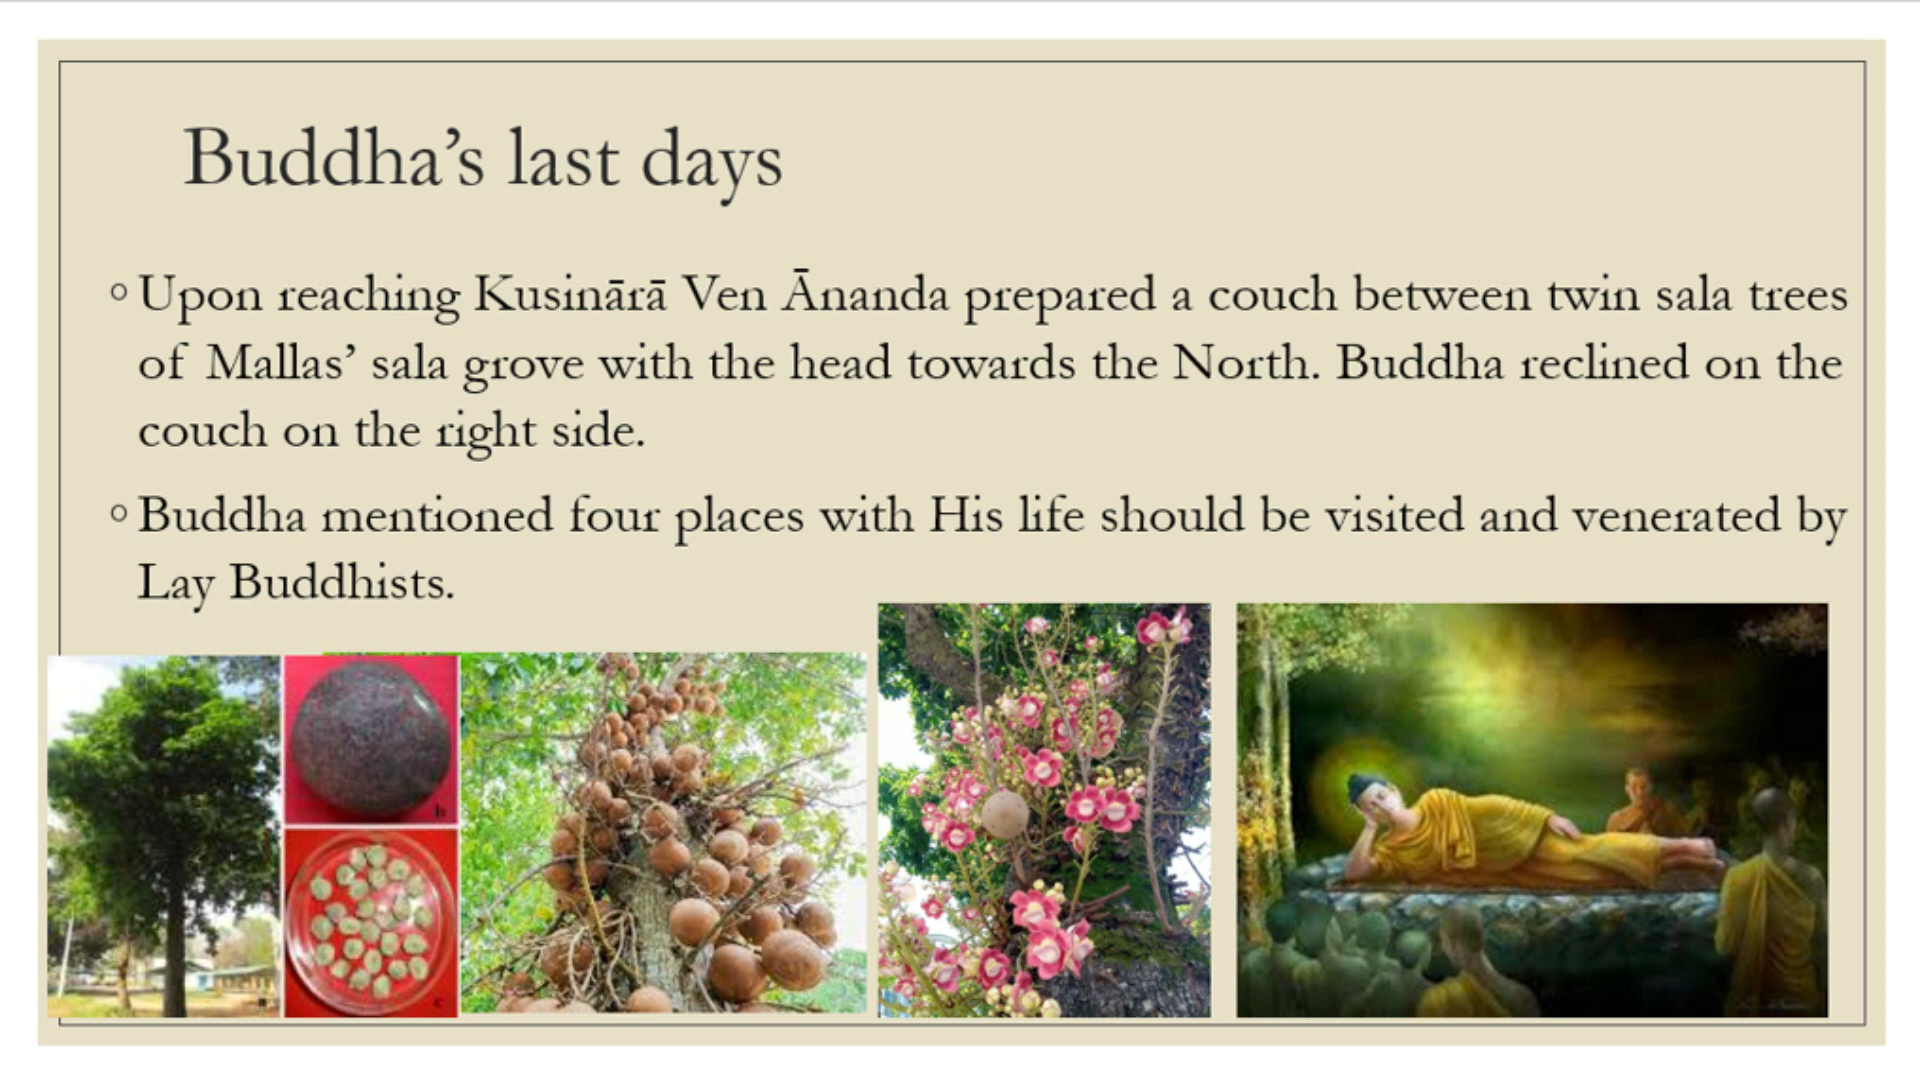 Buddha’s last days
Upon reaching Kusinārā Ven Ānanda prepared a couch between twin sala trees
of Mallas’ sala grove with the head towards the North. Buddha reclined on the
couch on the right side.
Buddha mentioned four places with His life should be visited and venerated by
Lay Buddhists.
b
c